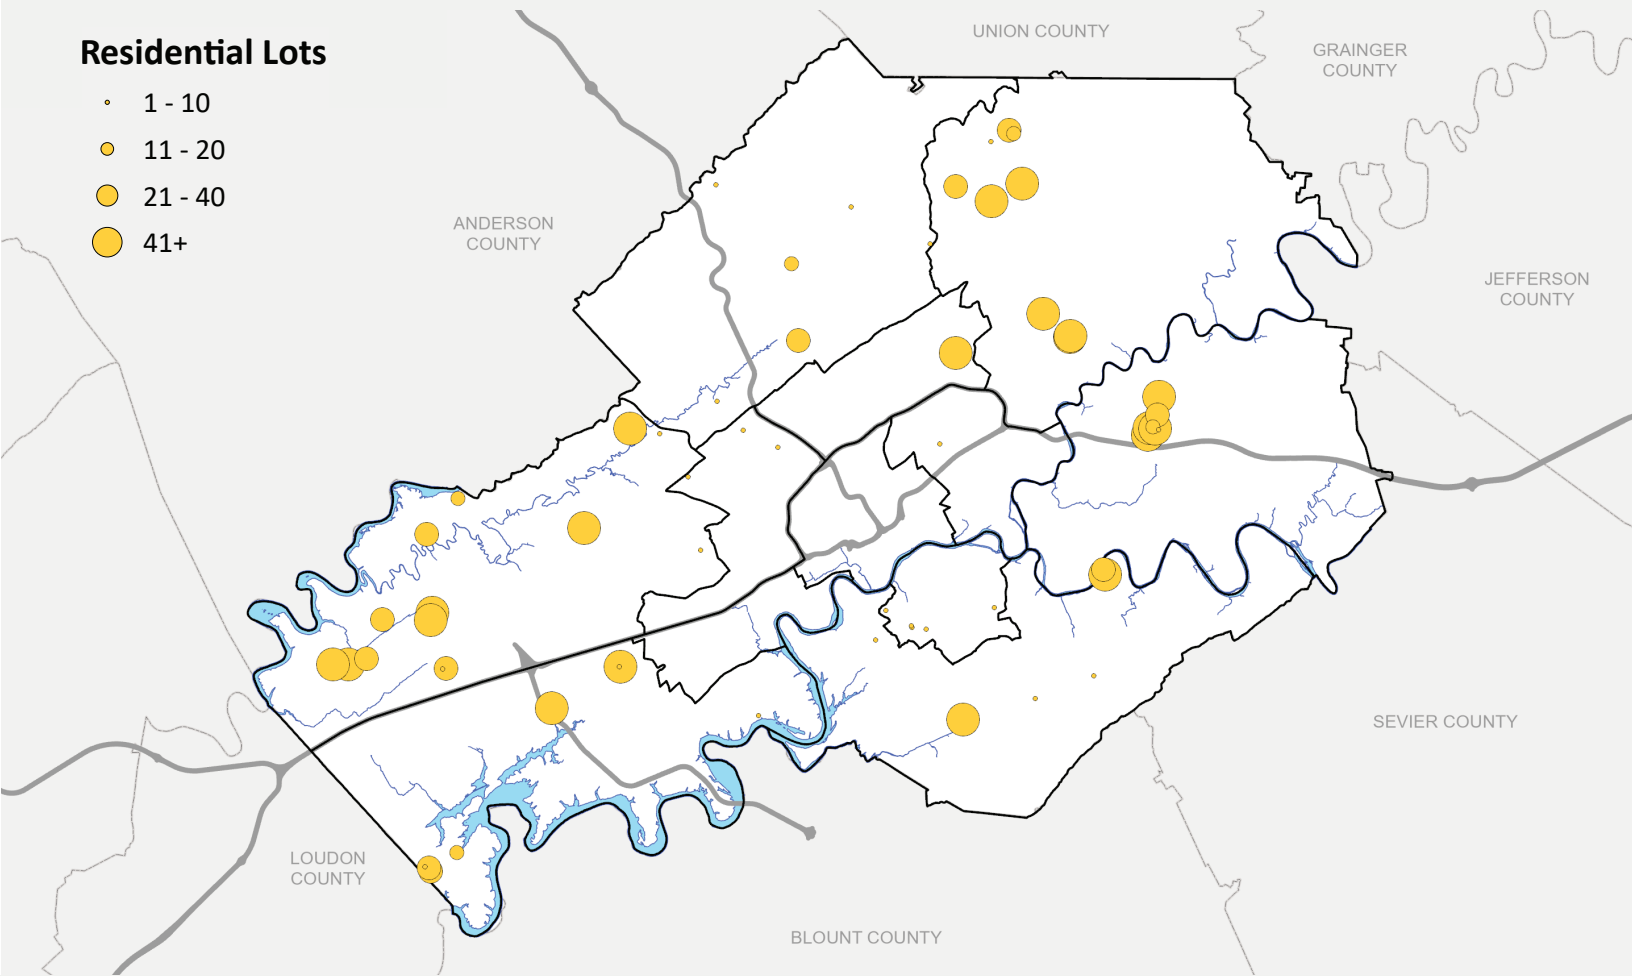 Residential Lots
1 - 10
11 - 20
21 - 40
41+
UNION COUNTY
GRAINGER
COUNTY
ANDERSON
COUNTY
JEFFERSON
COUNTY
SEVIER COUNTY
LOUDON
COUNTY
BLOUNT COUNTY